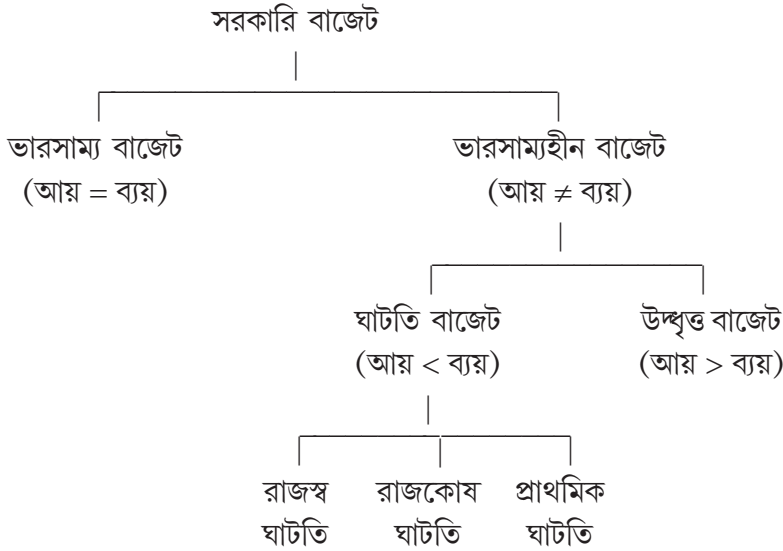 সরকারি বাজেট
ভারসাম্য বাজেট ভারসাম্যহীন বাজেট
(আয় = ব্যয়) (আয় ≠ ব্যয়)
ঘাটতি বাজেট উদ্ধৃত্ত বাজেট
(আয় < ব্যয়) (আয় > ব্যয়)
রাজস্ব রাজকোষ প্রাথমিক
ঘাটতি ঘাটতি ঘাটতি